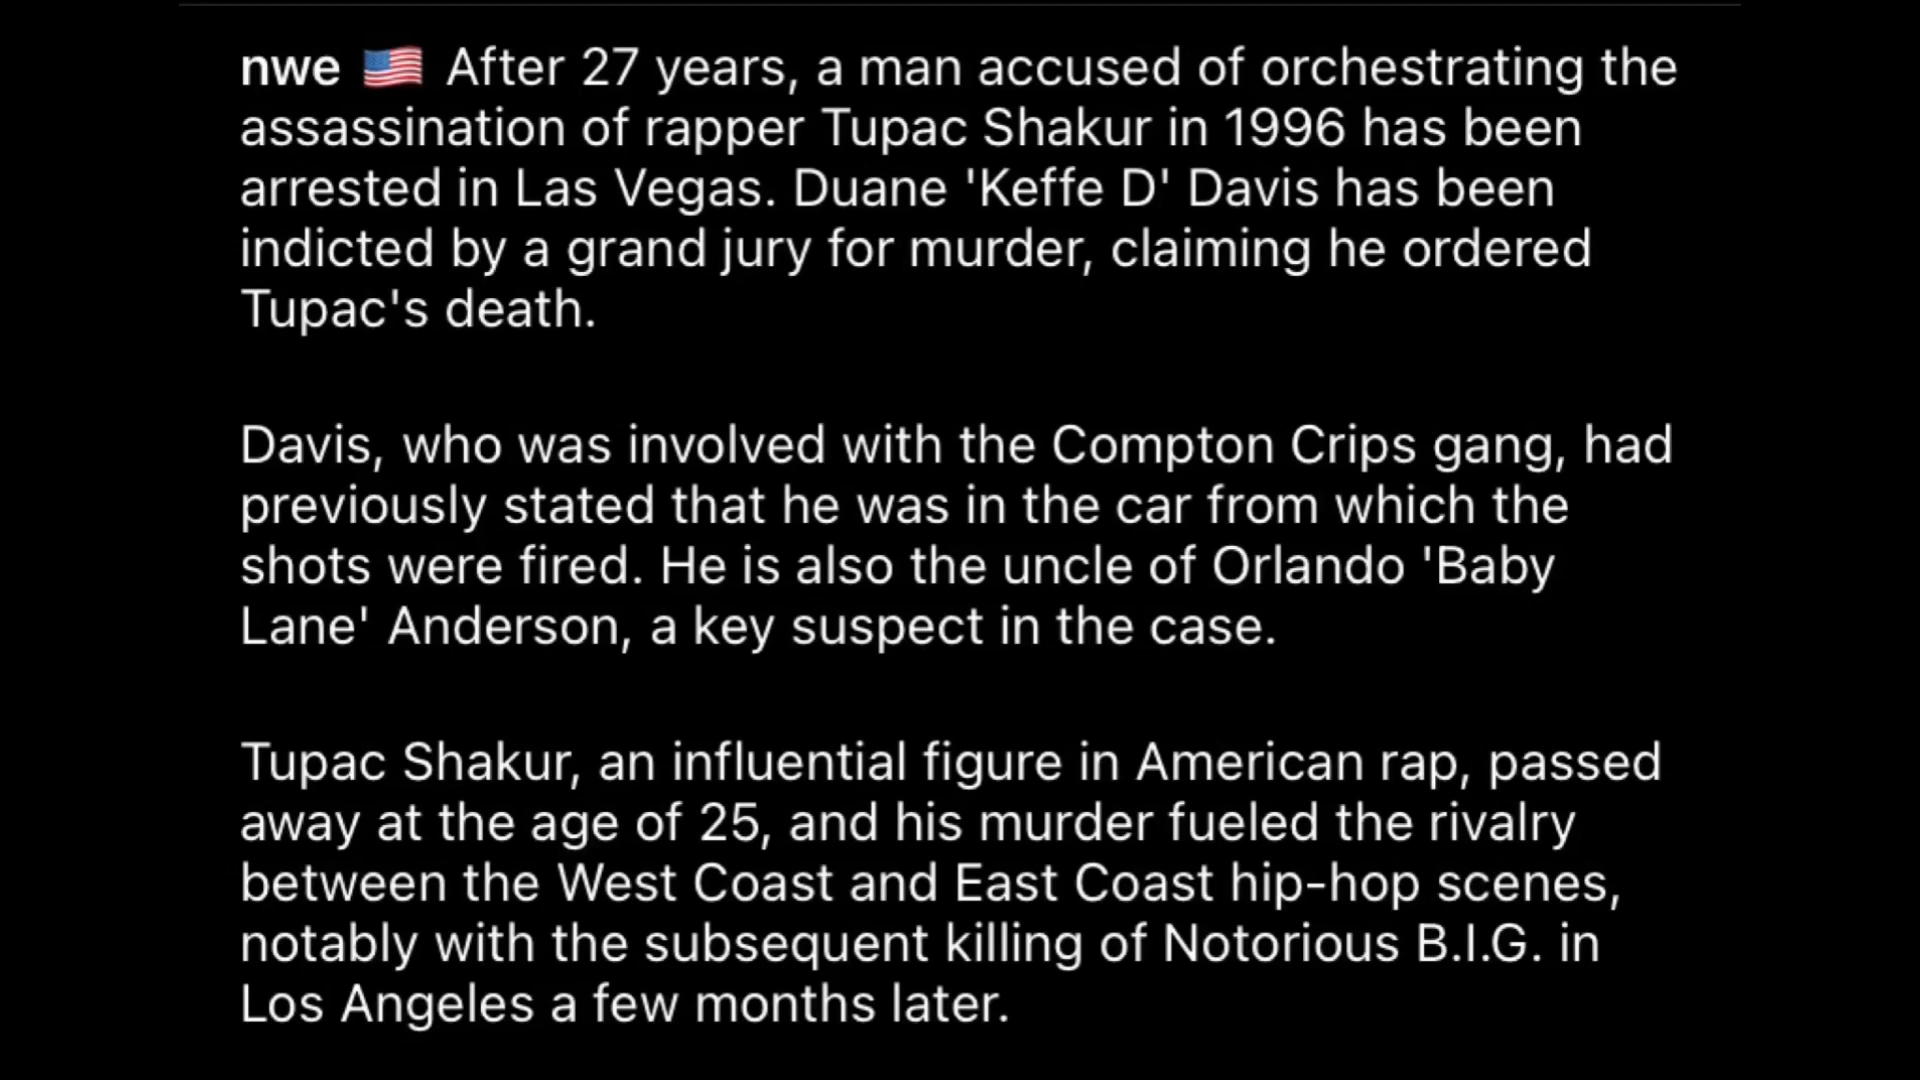 nwe 🇺🇸 After 27 years, a man accused of orchestrating the
assassination of rapper Tupac Shakur in 1996 has been
arrested in Las Vegas. Duane 'Keffe D' Davis has been
indicted by a grand jury for murder, claiming he ordered
Tupac's death.
Davis, who was involved with the Compton Crips gang, had
previously stated that he was in the car from which the
shots were fired. He is also the uncle of Orlando 'Baby
Lane' Anderson, a key suspect in the case.
Tupac Shakur, an influential figure in American rap, passed
away at the age of 25, and his murder fueled the rivalry
between the West Coast and East Coast hip-hop scenes,
notably with the subsequent killing of Notorious B.I.G. in
Los Angeles a few months later.